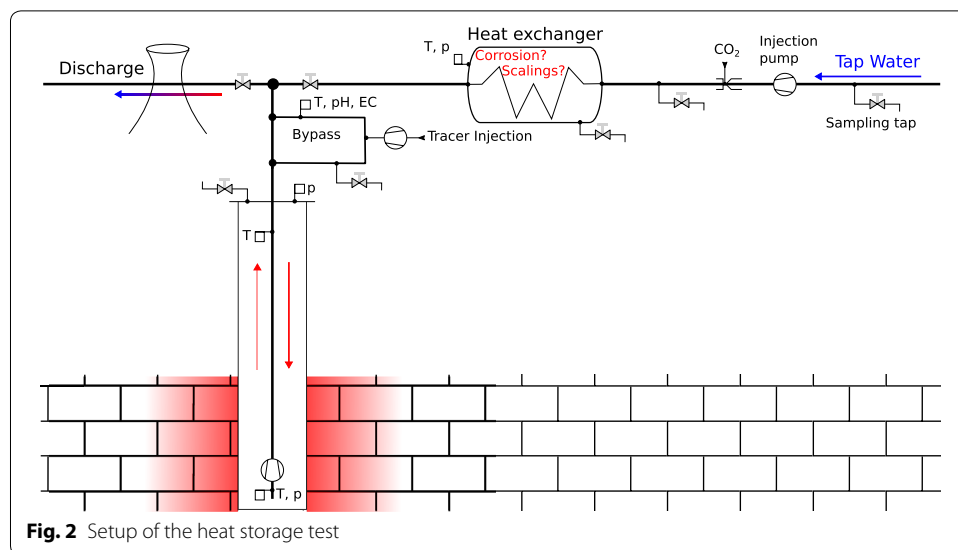 Heat exchanger
T, p
Corrosion?
Scalings?
CO₂
Injection
pump
Tap Water
Discharge
T, pH, EC
Bypass
Tracer Injection
Sampling tap
p
T
T, p
Fig. 2 Setup of the heat storage test